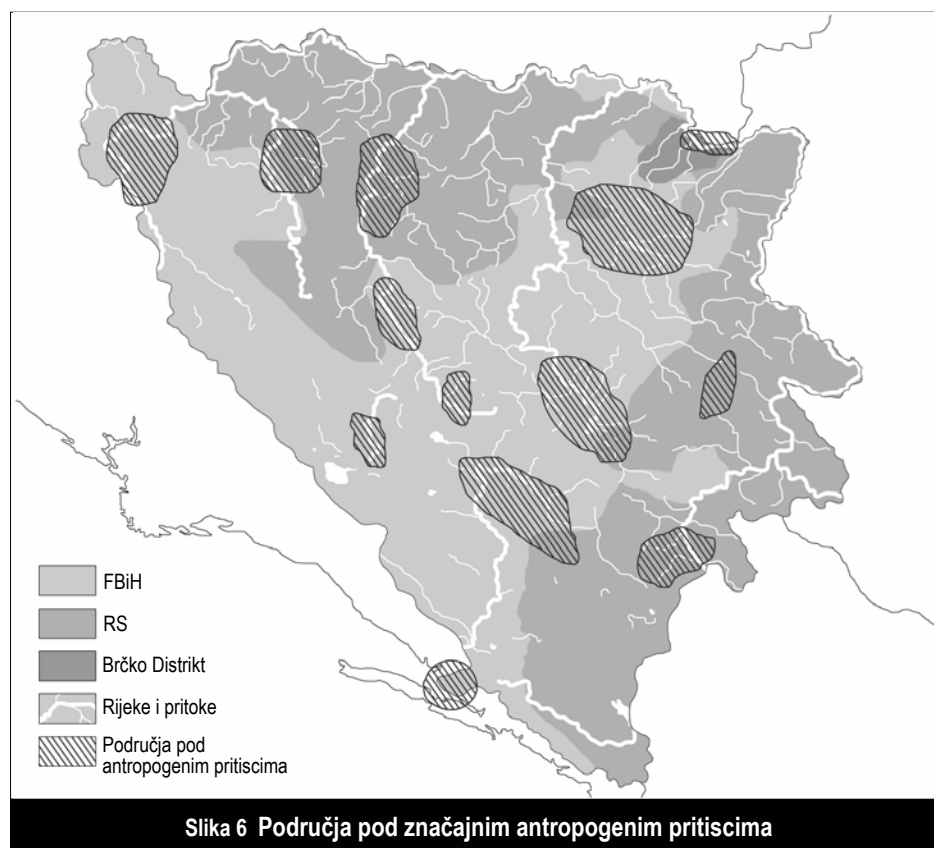 FBiH
RS
Brčko Distrikt
Rijeke i pritoke
Područja pod
antropogenim pritiscima
Slika 6 Područja pod značajnim antropogenim pritiscima